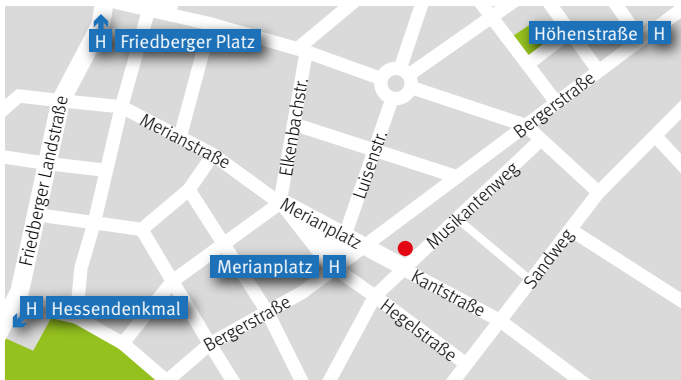 H Friedberger Platz
Höhenstraße H
Merianstraße
Elkenbachstr.
Luisenstr.
Bergerstraße
Friedberger Landstraße
Merianplatz
Musikantenweg
Merianplatz H
Kantstraße
Sandweg
H Hessendenkmal
Bergerstraße
Hegelstraße